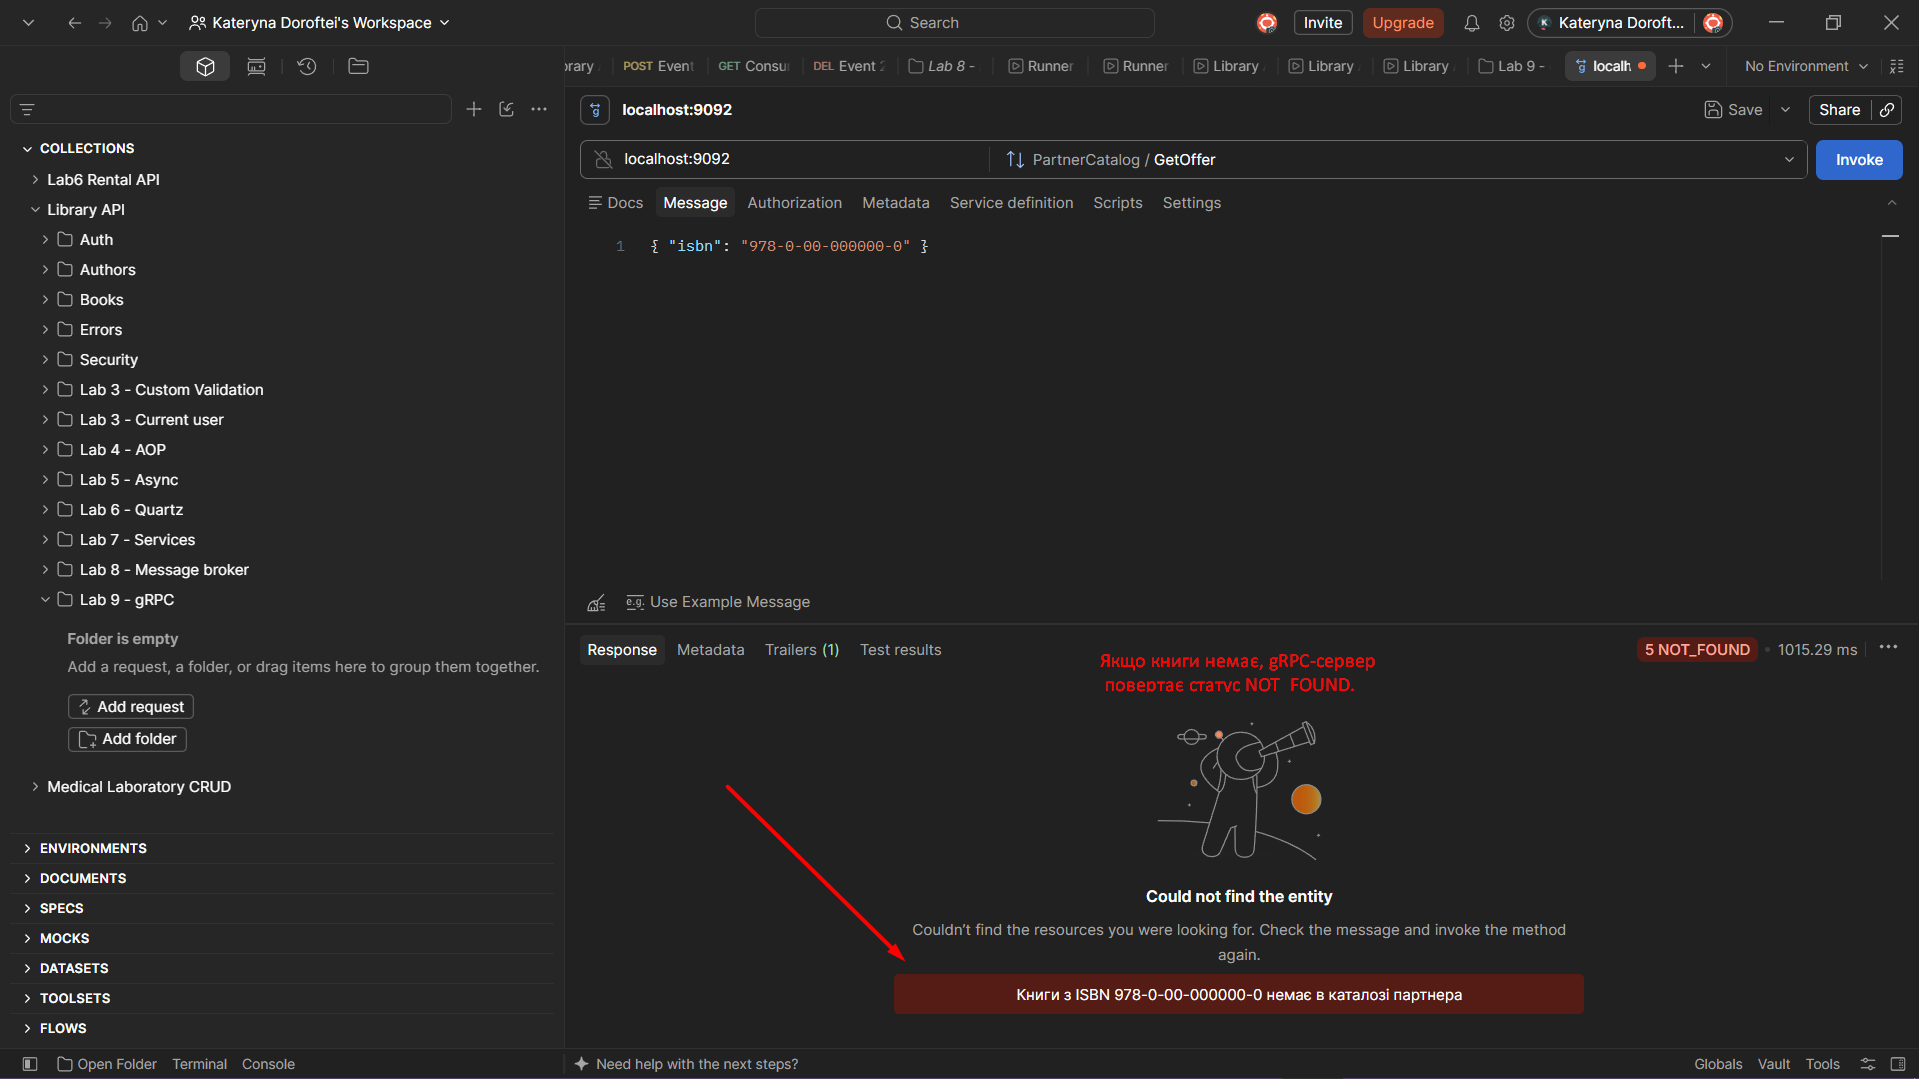 Kateryna Doroftei's Workspace
Search
Invite
Upgrade
K
Kateryna Doroft...
POST Event
GET Consu
DEL Event 2
Lab 8 -
Runner
Runner
Library
Library
Library
Lab 9 -
localh
No Environment
localhost:9092
Save
Share
localhost:9092
PartnerCatalog / GetOffer
Invoke
Docs
Message
Authorization
Metadata
Service definition
Scripts
Settings
1 { "isbn": "978-0-00-000000-0" }
Use Example Message
COLLECTIONS
Lab6 Rental API
Library API
Auth
Authors
Books
Errors
Security
Lab 3 - Custom Validation
Lab 3 - Current user
Lab 4 - AOP
Lab 5 - Async
Lab 6 - Quartz
Lab 7 - Services
Lab 8 - Message broker
Lab 9 - gRPC
Folder is empty
Add a request, a folder, or drag items here to group them together.
Add request
Add folder
Medical Laboratory CRUD
ENVIRONMENTS
DOCUMENTS
SPECS
MOCKS
DATASETS
TOOLSETS
FLOWS
Response
Metadata
Trailers (1)
Test results
5 NOT_FOUND
1015.29 ms
Якщо книги немає, gRPC-сервер
повертає статус NOT_FOUND.
Could not find the entity
Couldn't find the resources you were looking for. Check the message and invoke the method
again.
Книги з ISBN 978-0-00-000000-0 немає в каталозі партнера
Open Folder
Terminal
Console
Need help with the next steps?
Globals
Vault
Tools